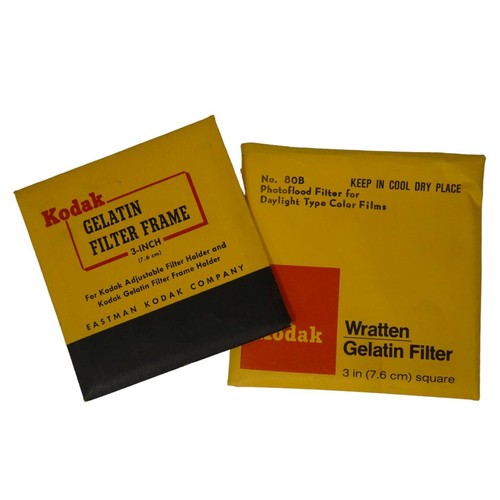 Kodak
GELATIN
FILTER FRAME
3-INCH
(7.6 cm)
For Kodak Adjustable Filter Holder and
Kodak Gelatin Filter Frame Holder
EASTMAN KODAK COMPANY
No. 80B
Photoflood Filter for
Daylight Type Color Films
KEEP IN COOL DRY PLACE
Kodak
Wratten
Gelatin Filter
3 in (7.6 cm) square